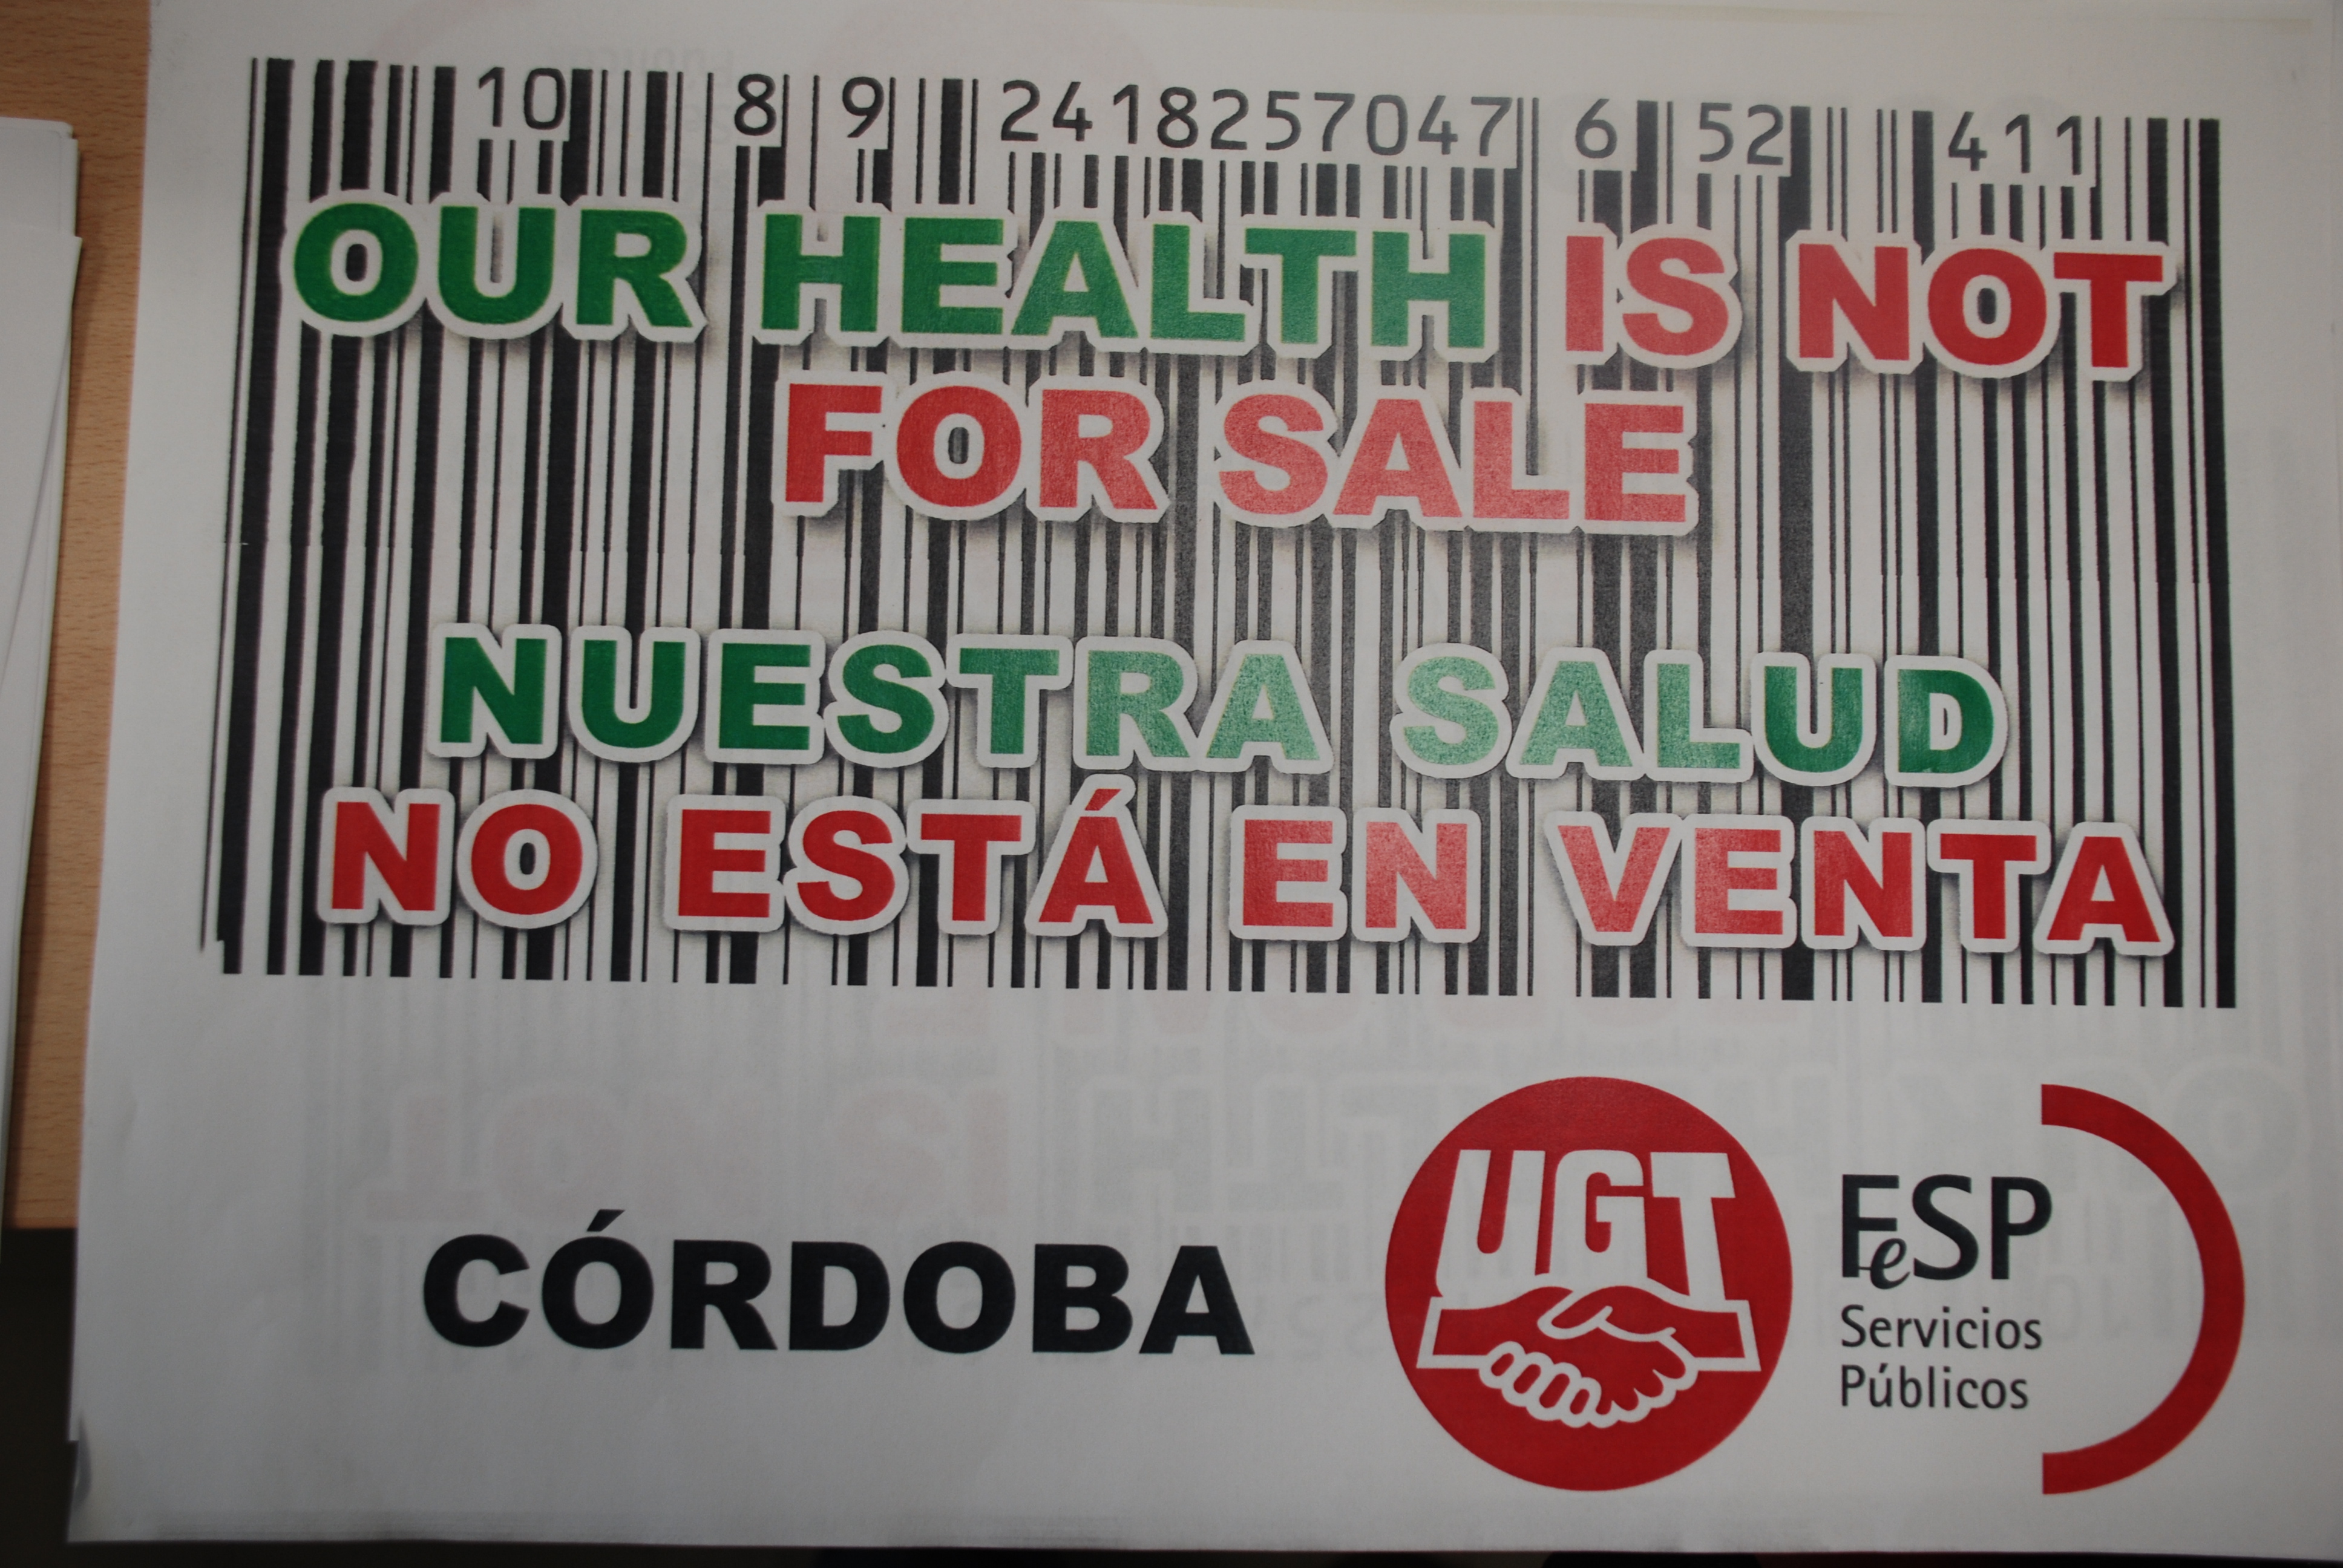 10 8 9 2418257047 6 52 411
OUR HEALTH IS NOT
FOR SALE
NUESTRA SALUD
NO ESTÁ EN VENTA
CÓRDOBA
UGT
FeSP
Servicios
Públicos